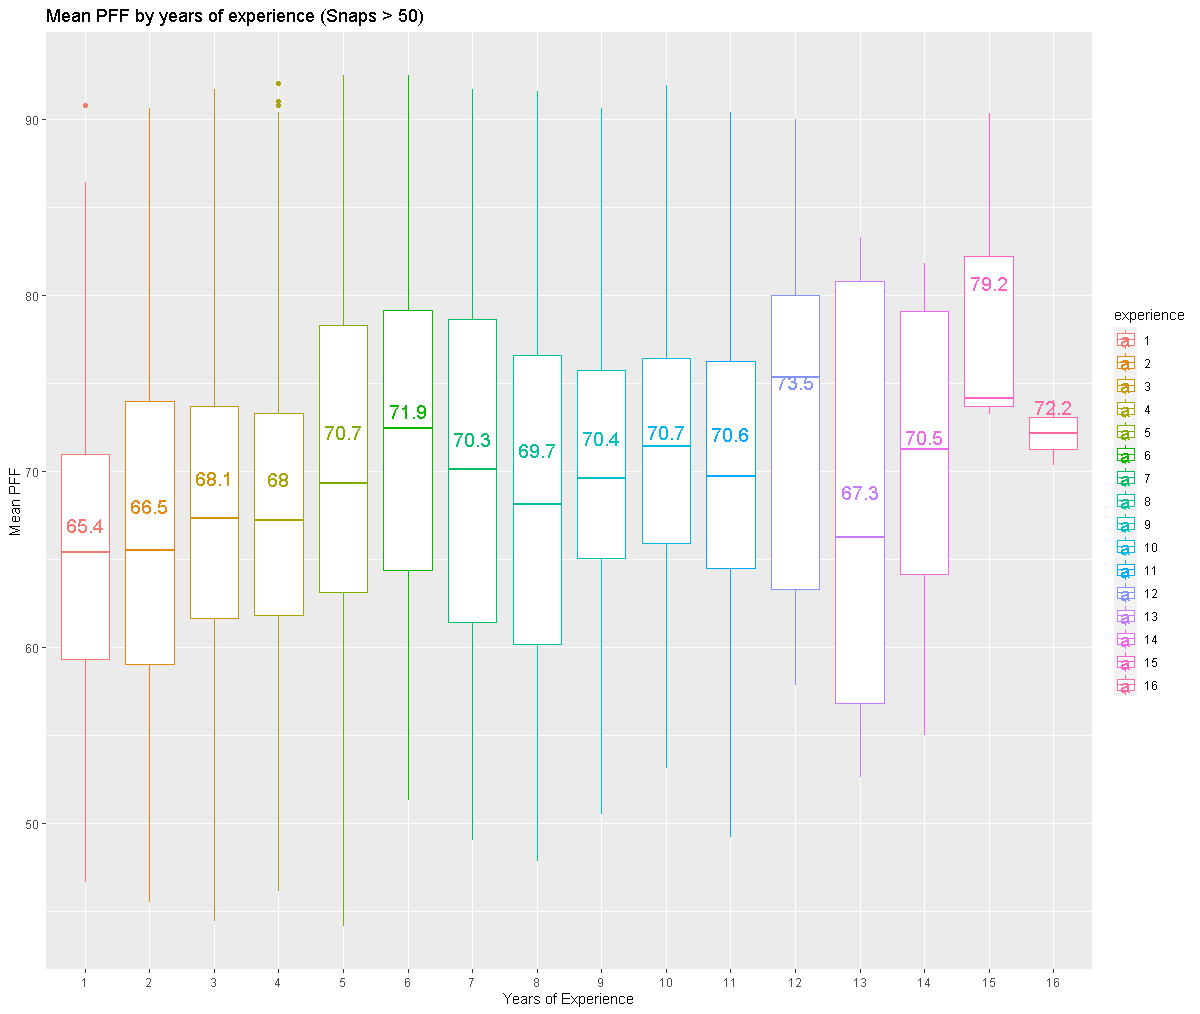 Mean PFF by years of experience (Snaps > 50)
Mean PFF
90
80
70
60
50
65.4
66.5
68.1
68
70.7
71.9
70.3
69.7
70.4
70.7
70.6
73.5
67.3
70.5
79.2
72.2
1 2 3 4 5 6 7 8 9 10 11 12 13 14 15 16
Years of Experience
experience
a 1
a 2
a 3
a 4
a 5
a 6
a 7
a 8
a 9
a 10
a 11
a 12
a 13
a 14
a 15
a 16